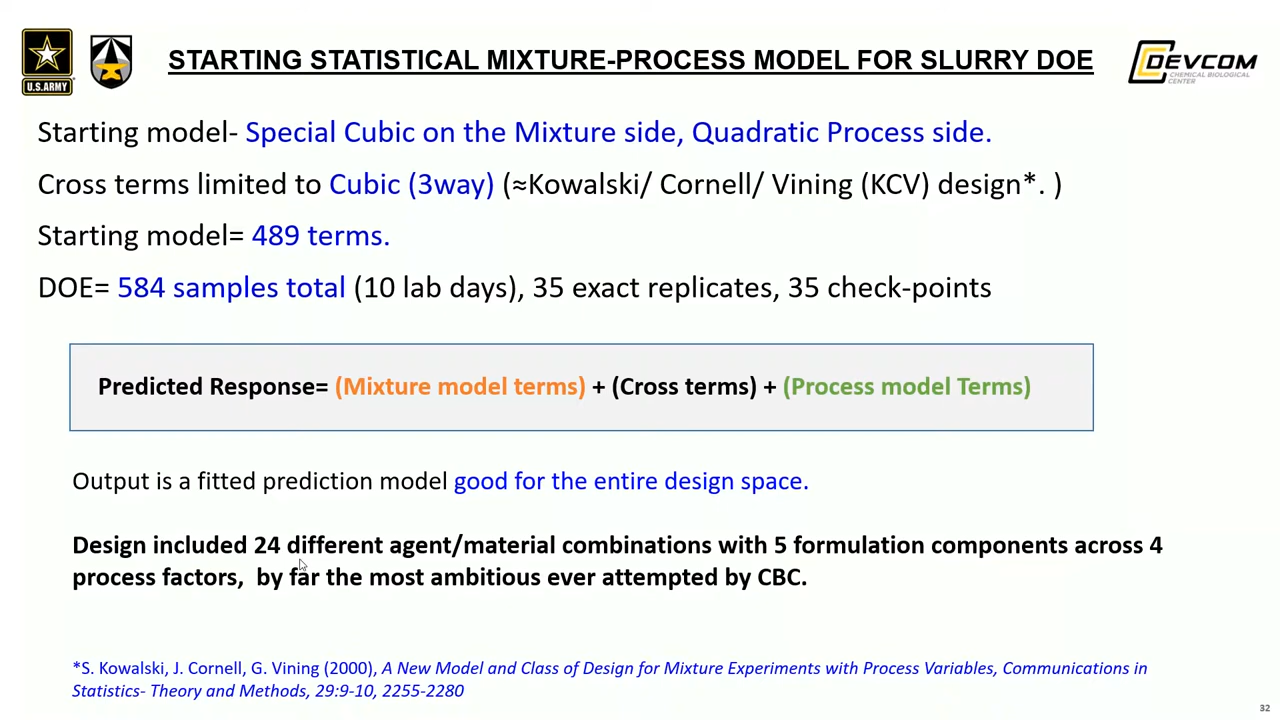 U.S.ARMY
STARTING STATISTICAL MIXTURE-PROCESS MODEL FOR SLURRY DOE
DEVCOM
CHEMICAL BIOLOGICAL
CENTER
Starting model- Special Cubic on the Mixture side, Quadratic Process side.
Cross terms limited to Cubic (3way) (≈Kowalski/ Cornell/ Vining (KCV) design*. )
Starting model= 489 terms.
DOE= 584 samples total (10 lab days), 35 exact replicates, 35 check-points
Predicted Response= (Mixture model terms) + (Cross terms) + (Process model Terms)
Output is a fitted prediction model good for the entire design space.
Design included 24 different agent/material combinations with 5 formulation components across 4
process factors,  by far the most ambitious ever attempted by CBC.
*S. Kowalski, J. Cornell, G. Vining (2000), A New Model and Class of Design for Mixture Experiments with Process Variables, Communications in
Statistics- Theory and Methods, 29:9-10, 2255-2280
32